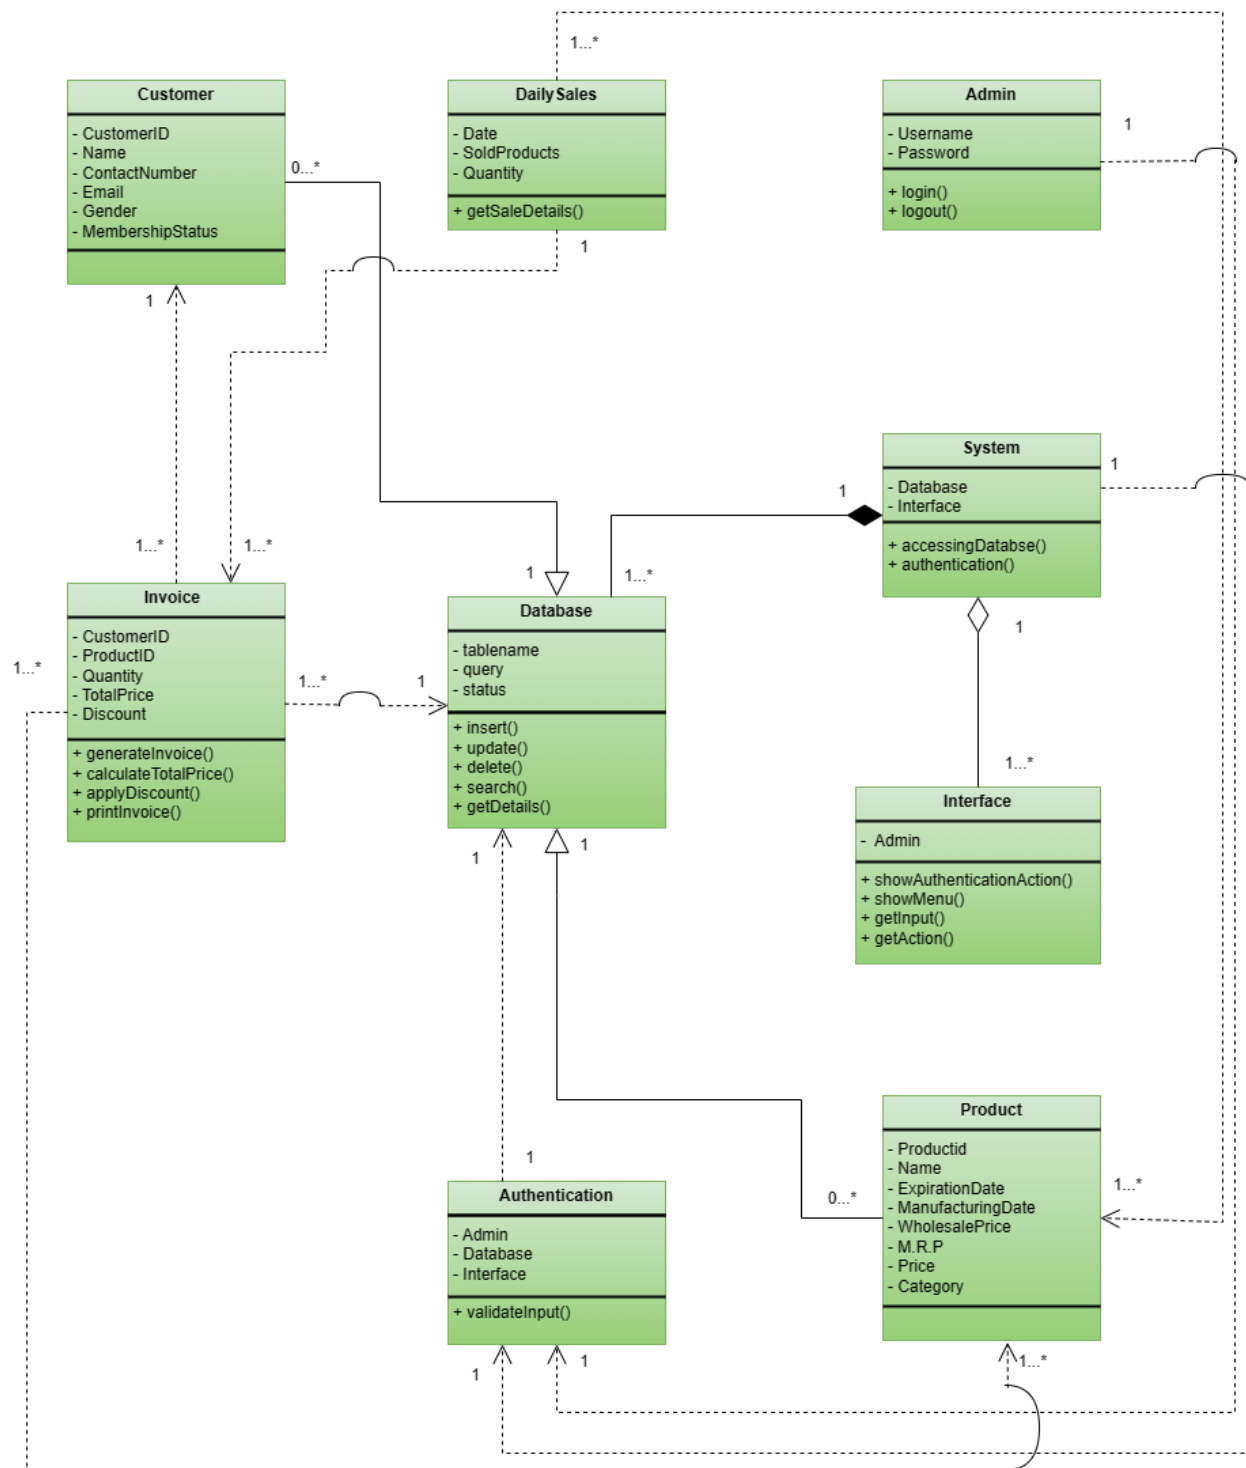 1...*
Customer
- CustomerID
- Name
- ContactNumber
- Email
- Gender
- MembershipStatus
0...*
1
DailySales
- Date
- SoldProducts
- Quantity
+ getSaleDetails()
1
Admin
- Username
- Password
+ login()
+ logout()
1
System
- Database
- Interface
+ accessingDatabse()
+ authentication()
1
1
1
1...*
1...*
1
1...*
Invoice
- CustomerID
- ProductID
- Quantity
- TotalPrice
- Discount
+ generateInvoice()
+ calculateTotalPrice()
+ applyDiscount()
+ printInvoice()
1...*
1...*
1
Database
- tablename
- query
- status
+ insert()
+ update()
+ delete()
+ search()
+ getDetails()
1
1
1...*
Interface
- Admin
+ showAuthenticationAction()
+ showMenu()
+ getInput()
+ getAction()
1
Authentication
- Admin
- Database
- Interface
+ validateInput()
1
1
0...*
Product
- Productid
- Name
- ExpirationDate
- ManufacturingDate
- WholesalePrice
- M.R.P
- Price
- Category
1...*
1...*